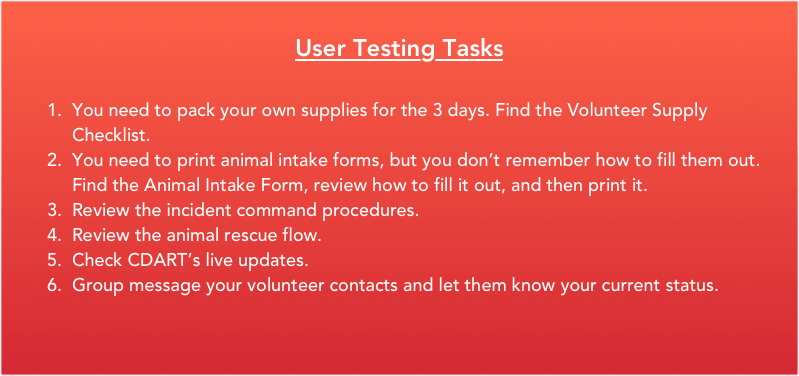 User Testing Tasks
1. You need to pack your own supplies for the 3 days. Find the Volunteer Supply
Checklist.
2. You need to print animal intake forms, but you don’t remember how to fill them out.
Find the Animal Intake Form, review how to fill it out, and then print it.
3. Review the incident command procedures.
4. Review the animal rescue flow.
5. Check CDART’s live updates.
6. Group message your volunteer contacts and let them know your current status.